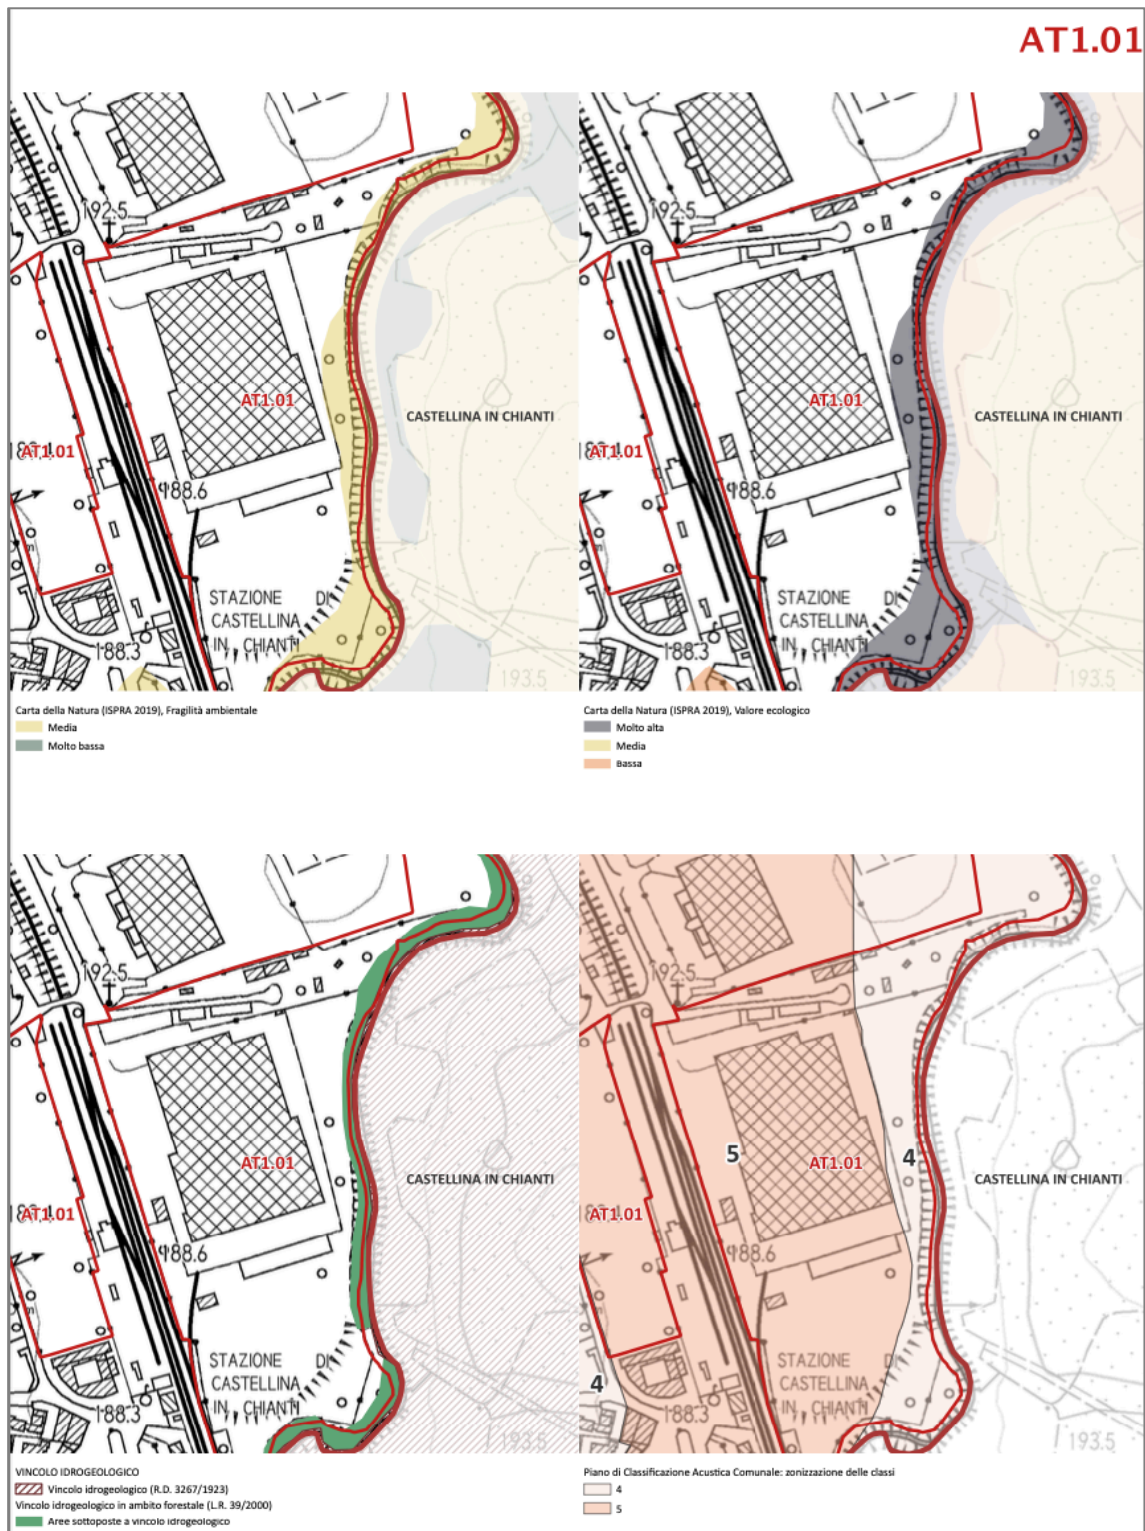 AT1.01
192.5
AT1.01
CASTELLINA IN CHIANTI
AT1.01
188.6
STAZIONE DI
CASTELLINA
IN CHIANTI
188.3
193.5
Carta della Natura (ISPRA 2019), Fragilità ambientale
Media
Molto bassa
192.5
AT1.01
CASTELLINA IN CHIANTI
AT1.01
188.6
STAZIONE DI
CASTELLINA
IN CHIANTI
188.3
193.5
Carta della Natura (ISPRA 2019), Valore ecologico
Molto alta
Media
Bassa
192.5
AT1.01
CASTELLINA IN CHIANTI
AT1.01
188.6
STAZIONE DI
CASTELLINA
IN CHIANTI
188.3
193.5
VINCOLO IDROGEOLOGICO
Vincolo idrogeologico (R.D. 3267/1923)
Vincolo idrogeologico in ambito forestale (L.R. 39/2000)
Aree sottoposte a vincolo idrogeologico
192.5
5
4
AT1.01
CASTELLINA IN CHIANTI
AT1.01
188.6
STAZIONE DI
CASTELLINA
IN CHIANTI
4
188.3
193.5
Piano di Classificazione Acustica Comunale: zonizzazione delle classi
4
5